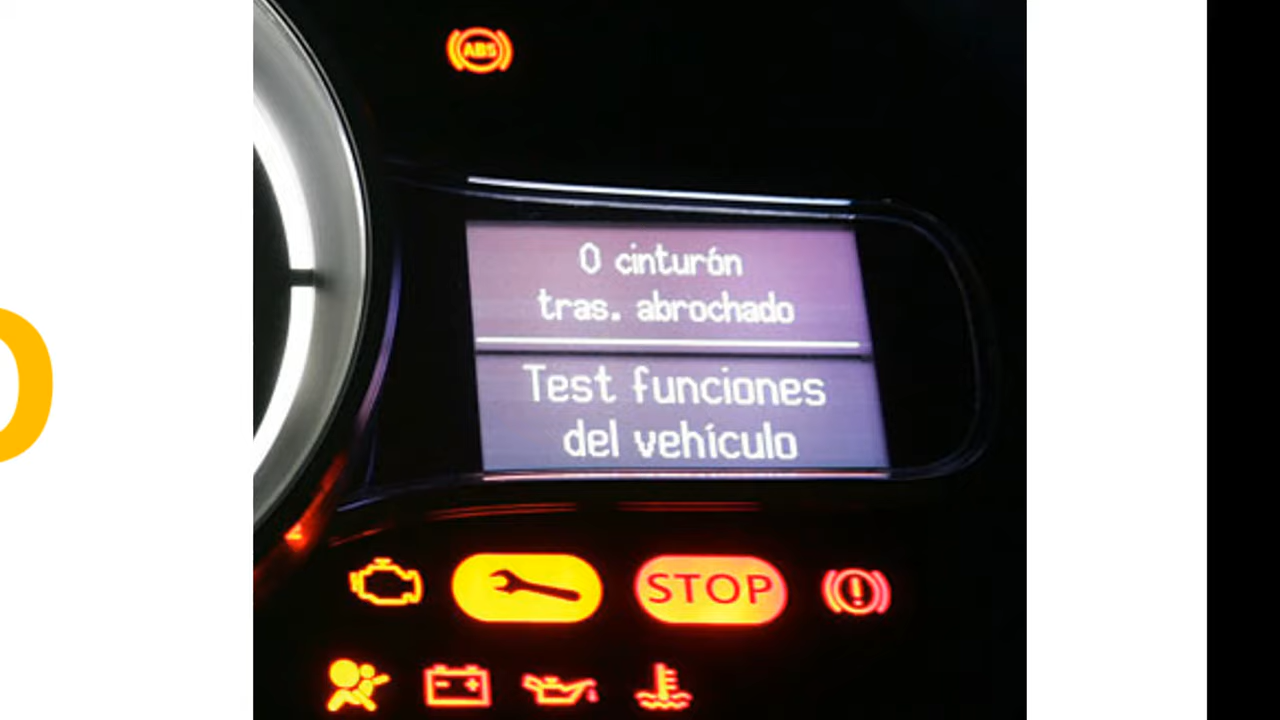 ABS
0 cinturón
tras. abrochado
Test funciones
del vehículo
STOP